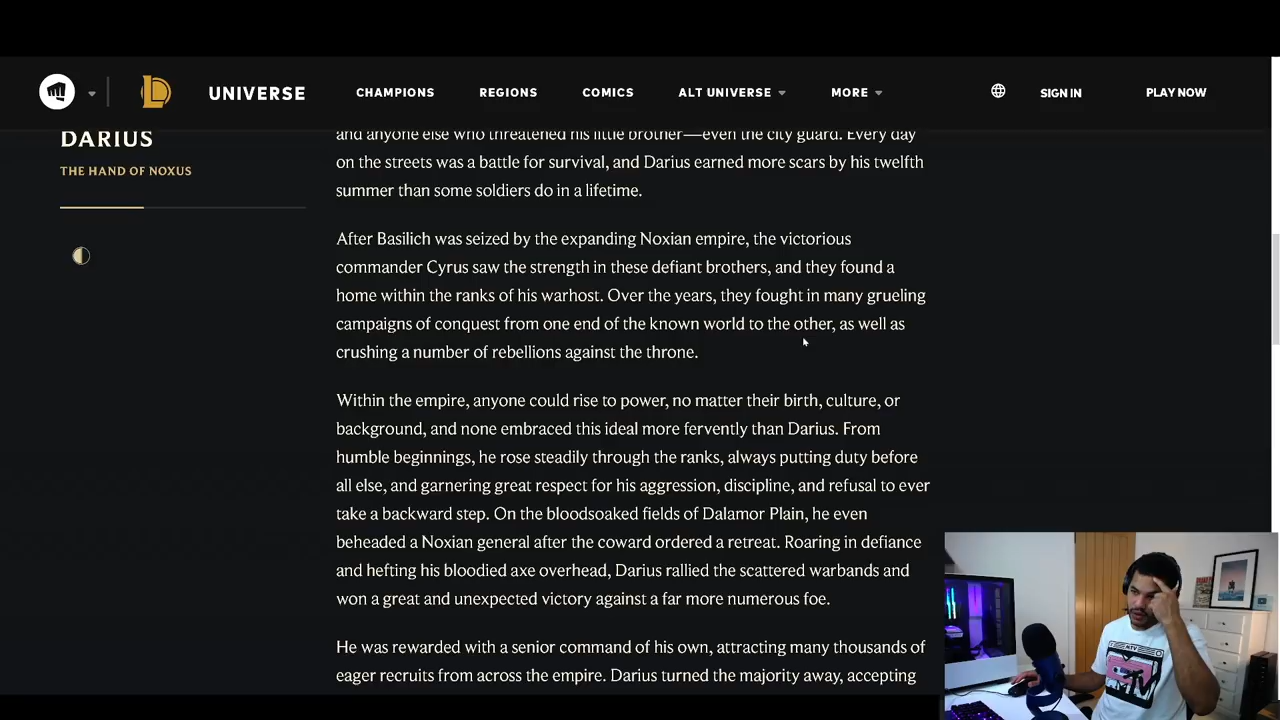 UNIVERSE
CHAMPIONS
REGIONS
COMICS
ALT UNIVERSE
MORE
SIGN IN
PLAY NOW
DARIUS
THE HAND OF NOXUS
and anyone else who threatened his little brother—even the city guard. Every day
on the streets was a battle for survival, and Darius earned more scars by his twelfth
summer than some soldiers do in a lifetime.
After Basilich was seized by the expanding Noxian empire, the victorious
commander Cyrus saw the strength in these defiant brothers, and they found a
home within the ranks of his warhost. Over the years, they fought in many grueling
campaigns of conquest from one end of the known world to the other, as well as
crushing a number of rebellions against the throne.
Within the empire, anyone could rise to power, no matter their birth, culture, or
background, and none embraced this ideal more fervently than Darius. From
humble beginnings, he rose steadily through the ranks, always putting duty before
all else, and garnering great respect for his aggression, discipline, and refusal to ever
take a backward step. On the bloodsoaked fields of Dalamor Plain, he even
beheaded a Noxian general after the coward ordered a retreat. Roaring in defiance
and hefting his bloodied axe overhead, Darius rallied the scattered warbands and
won a great and unexpected victory against a far more numerous foe.
He was rewarded with a senior command of his own, attracting many thousands of
eager recruits from across the empire. Darius turned the majority away, accepting